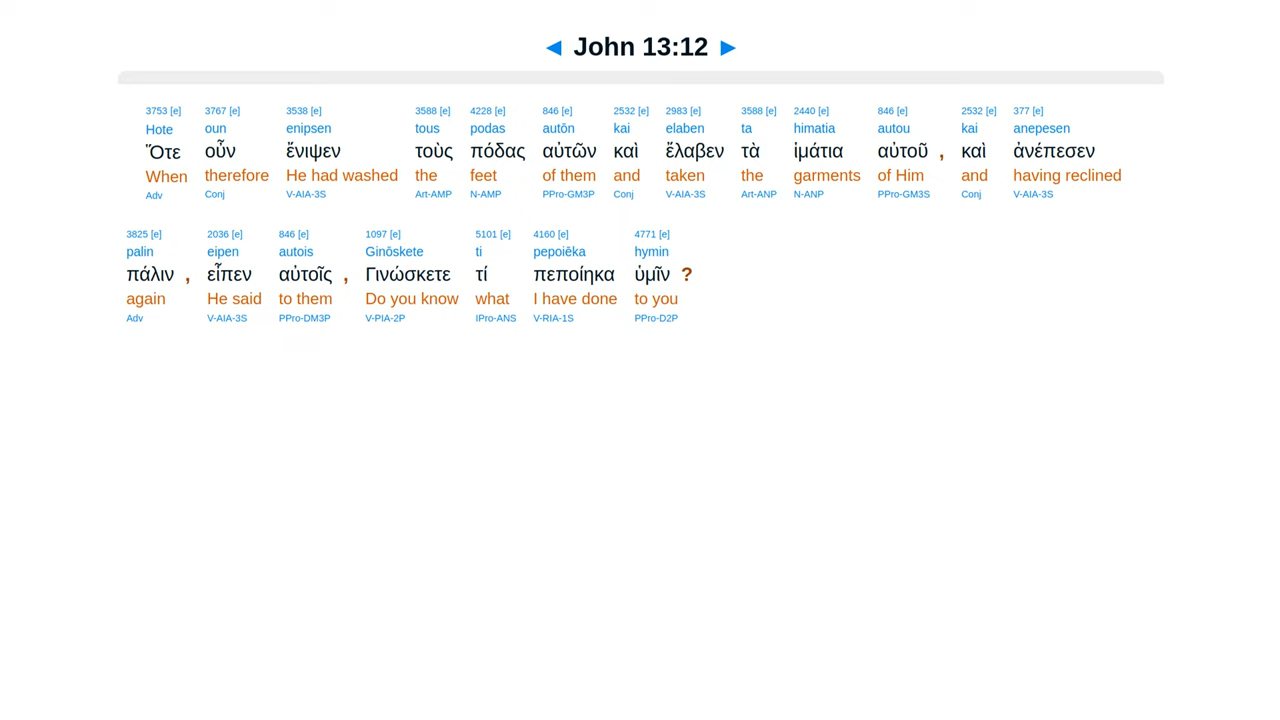 ◄ John 13:12 ►
3753 [e] 3767 [e] 3538 [e] 3588 [e] 4228 [e] 846 [e] 2532 [e] 2983 [e] 3588 [e] 2440 [e] 846 [e] 2532 [e] 377 [e]
Hote oun enipsen tous podas autōn kai elaben ta himatia autou kai anepesen
Ὅτε οὖν ἔνιψεν τοὺς πόδας αὐτῶν καὶ ἔλαβεν τὰ ἱμάτια αὐτοῦ , καὶ ἀνέπεσεν
When therefore He had washed the feet of them and taken the garments of Him and having reclined
Adv Conj V-AIA-3S Art-AMP N-AMP PPro-GM3P Conj V-AIA-3S Art-ANP N-ANP PPro-GM3S Conj V-AIA-3S
3825 [e] 2036 [e] 846 [e] 1097 [e] 5101 [e] 4160 [e] 4771 [e]
palin eipen autois Ginōskete ti pepoiēka hymin
πάλιν , εἶπεν αὐτοῖς , Γινώσκετε τί πεποίηκα ὑμῖν ?
again He said to them Do you know what I have done to you
Adv V-AIA-3S PPro-DM3P V-PIA-2P IPro-ANS V-RIA-1S PPro-D2P